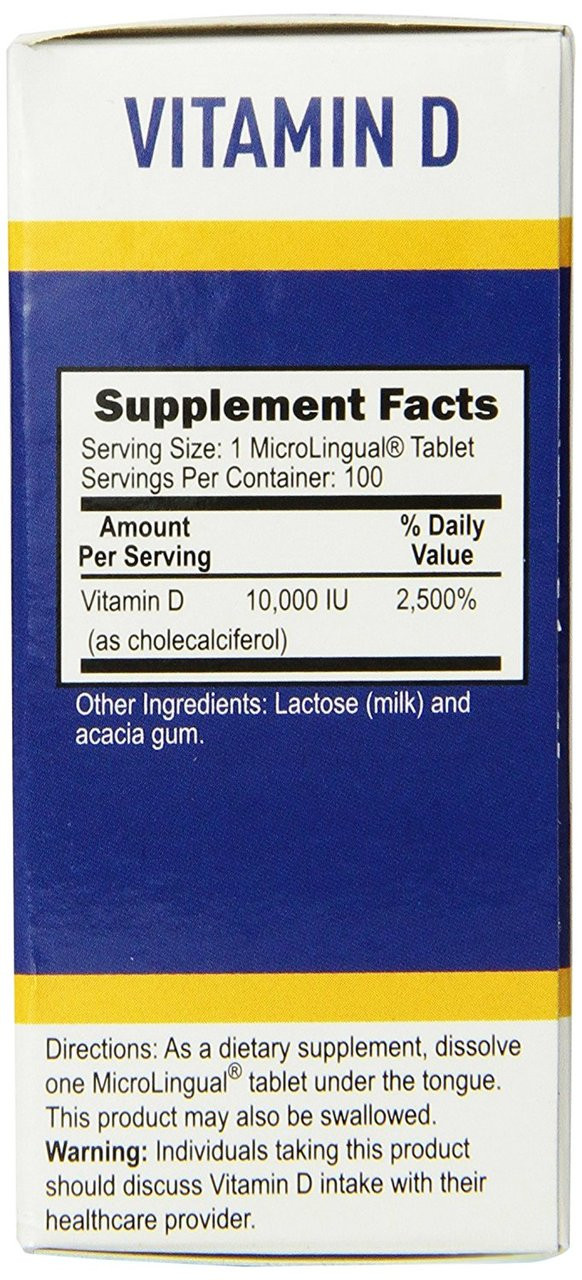 VITAMIN D
Supplement Facts
Serving Size: 1 MicroLingual® Tablet
Servings Per Container: 100
Amount % Daily
Per Serving Value
Vitamin D 10,000 IU 2,500%
(as cholecalciferol)
Other Ingredients: Lactose (milk) and
acacia gum.
Directions: As a dietary supplement, dissolve
one MicroLingual® tablet under the tongue.
This product may also be swallowed.
Warning: Individuals taking this product
should discuss Vitamin D intake with their
healthcare provider.